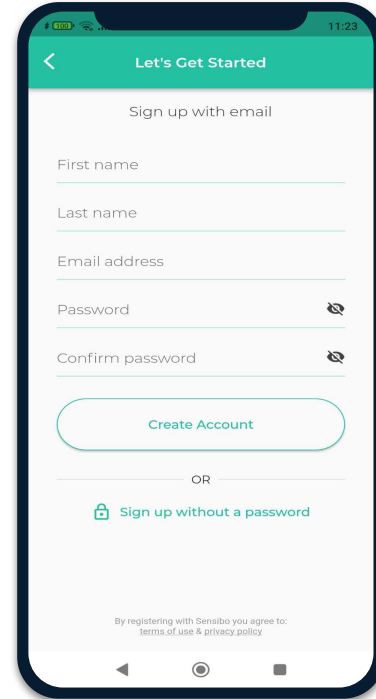 100 11:23
Let's Get Started
Sign up with email
First name
Last name
Email address
Password
Confirm password
Create Account
OR
Sign up without a password
By registering with Sensibo you agree to:
terms of use & privacy policy